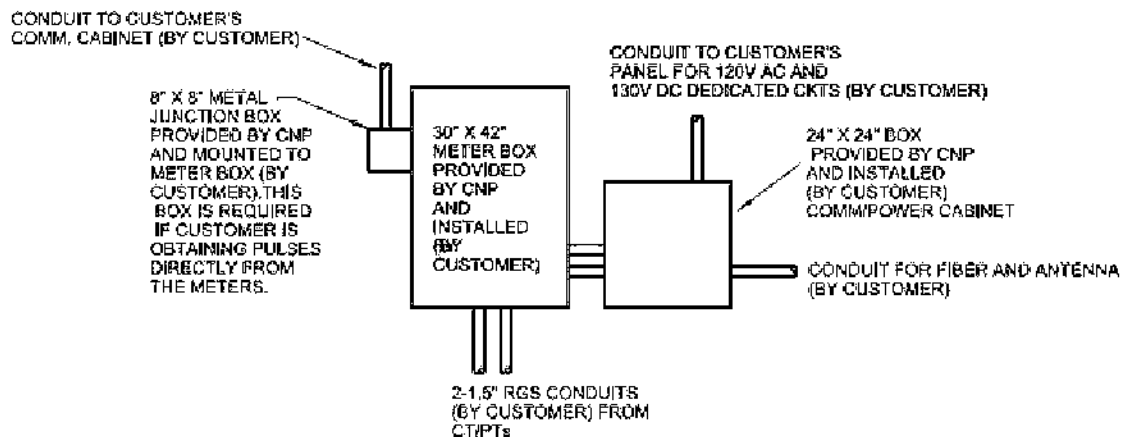 CONDUIT TO CUSTOMER'S
COMM. CABINET (BY CUSTOMER)
8" X 8" METAL
JUNCTION BOX
PROVIDED BY CNP
AND MOUNTED TO
METER BOX (BY
CUSTOMER).THIS
BOX IS REQUIRED
IF CUSTOMER IS
OBTAINING PULSES
DIRECTLY FROM
THE METERS.
30" X 42"
METER BOX
PROVIDED
BY CNP
AND
INSTALLED
(BY
CUSTOMER)
CONDUIT TO CUSTOMER'S
PANEL FOR 120V AC AND
130V DC DEDICATED CKTS (BY CUSTOMER)
24" X 24" BOX
PROVIDED BY CNP
AND INSTALLED
(BY CUSTOMER)
COMM/POWER CABINET
CONDUIT FOR FIBER AND ANTENNA
(BY CUSTOMER)
2-1.5" RGS CONDUITS
(BY CUSTOMER) FROM
CT/PTs